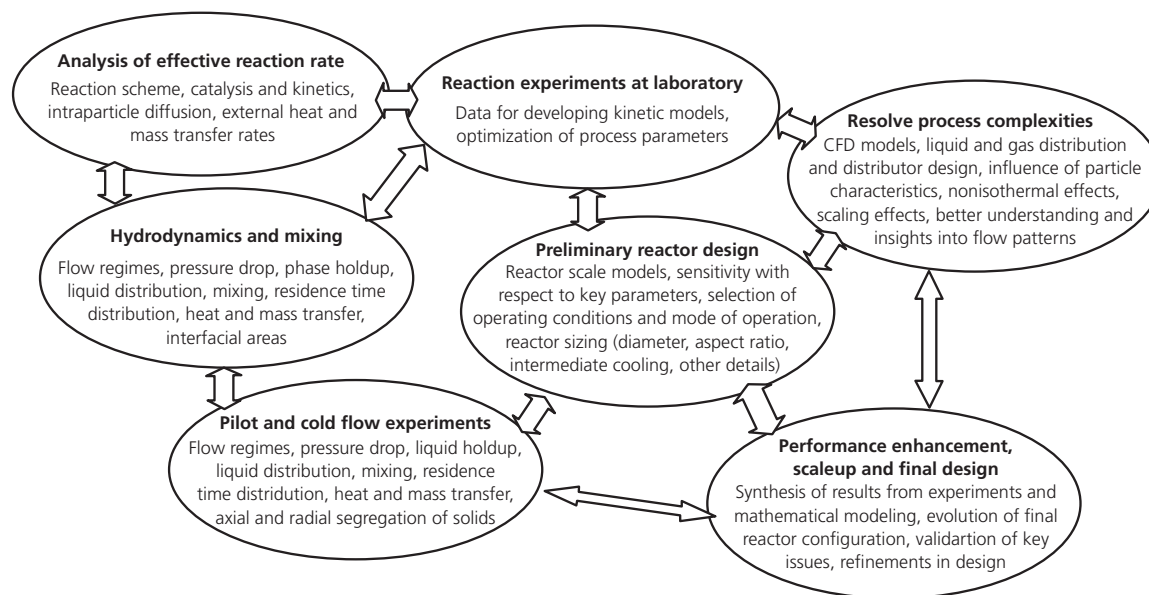 Analysis of effective reaction rate
Reaction scheme, catalysis and kinetics,
intraparticle diffusion, external heat and
mass transfer rates
Reaction experiments at laboratory
Data for developing kinetic models,
optimization of process parameters
Resolve process complexities
CFD models, liquid and gas distribution
and distributor design, influence of particle
characteristics, nonisothermal effects,
scaling effects, better understanding and
insights into flow patterns
Hydrodynamics and mixing
Flow regimes, pressure drop, phase holdup,
liquid distribution, mixing, residence time
distribution, heat and mass transfer,
interfacial areas
Preliminary reactor design
Reactor scale models, sensitivity with
respect to key parameters, selection of
operating conditions and mode of operation,
reactor sizing (diameter, aspect ratio,
intermediate cooling, other details)
Pilot and cold flow experiments
Flow regimes, pressure drop, liquid holdup,
liquid distribution, mixing, residence
time distridution, heat and mass transfer,
axial and radial segregation of solids
Performance enhancement,
scaleup and final design
Synthesis of results from experiments and
mathematical modeling, evolution of final
reactor configuration, validartion of key
issues, refinements in design